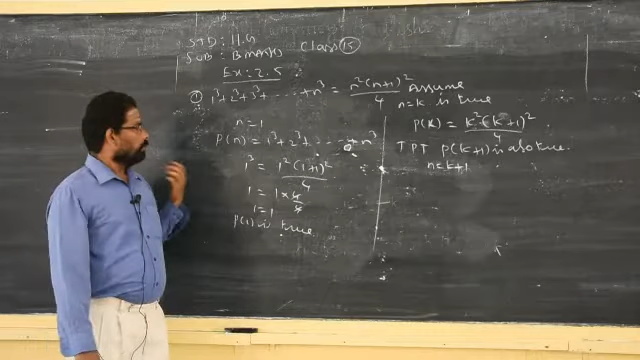 STD: 11.G
SUB: B.MATHS Class (15)
Ex: 2.5
① 1³+2³+3³+ ..... +n³ = n²(n+1)²/4
n=1
P(n) = 1³+2³+ ..... +n³
1³ = 1²(1+1)²/4
1 = 1 × 4/4
1 = 1
P(1) is true
Assume
n=k is true
P(k) = k²(k+1)²/4
TPT P(k+1) is also true.
n=k+1